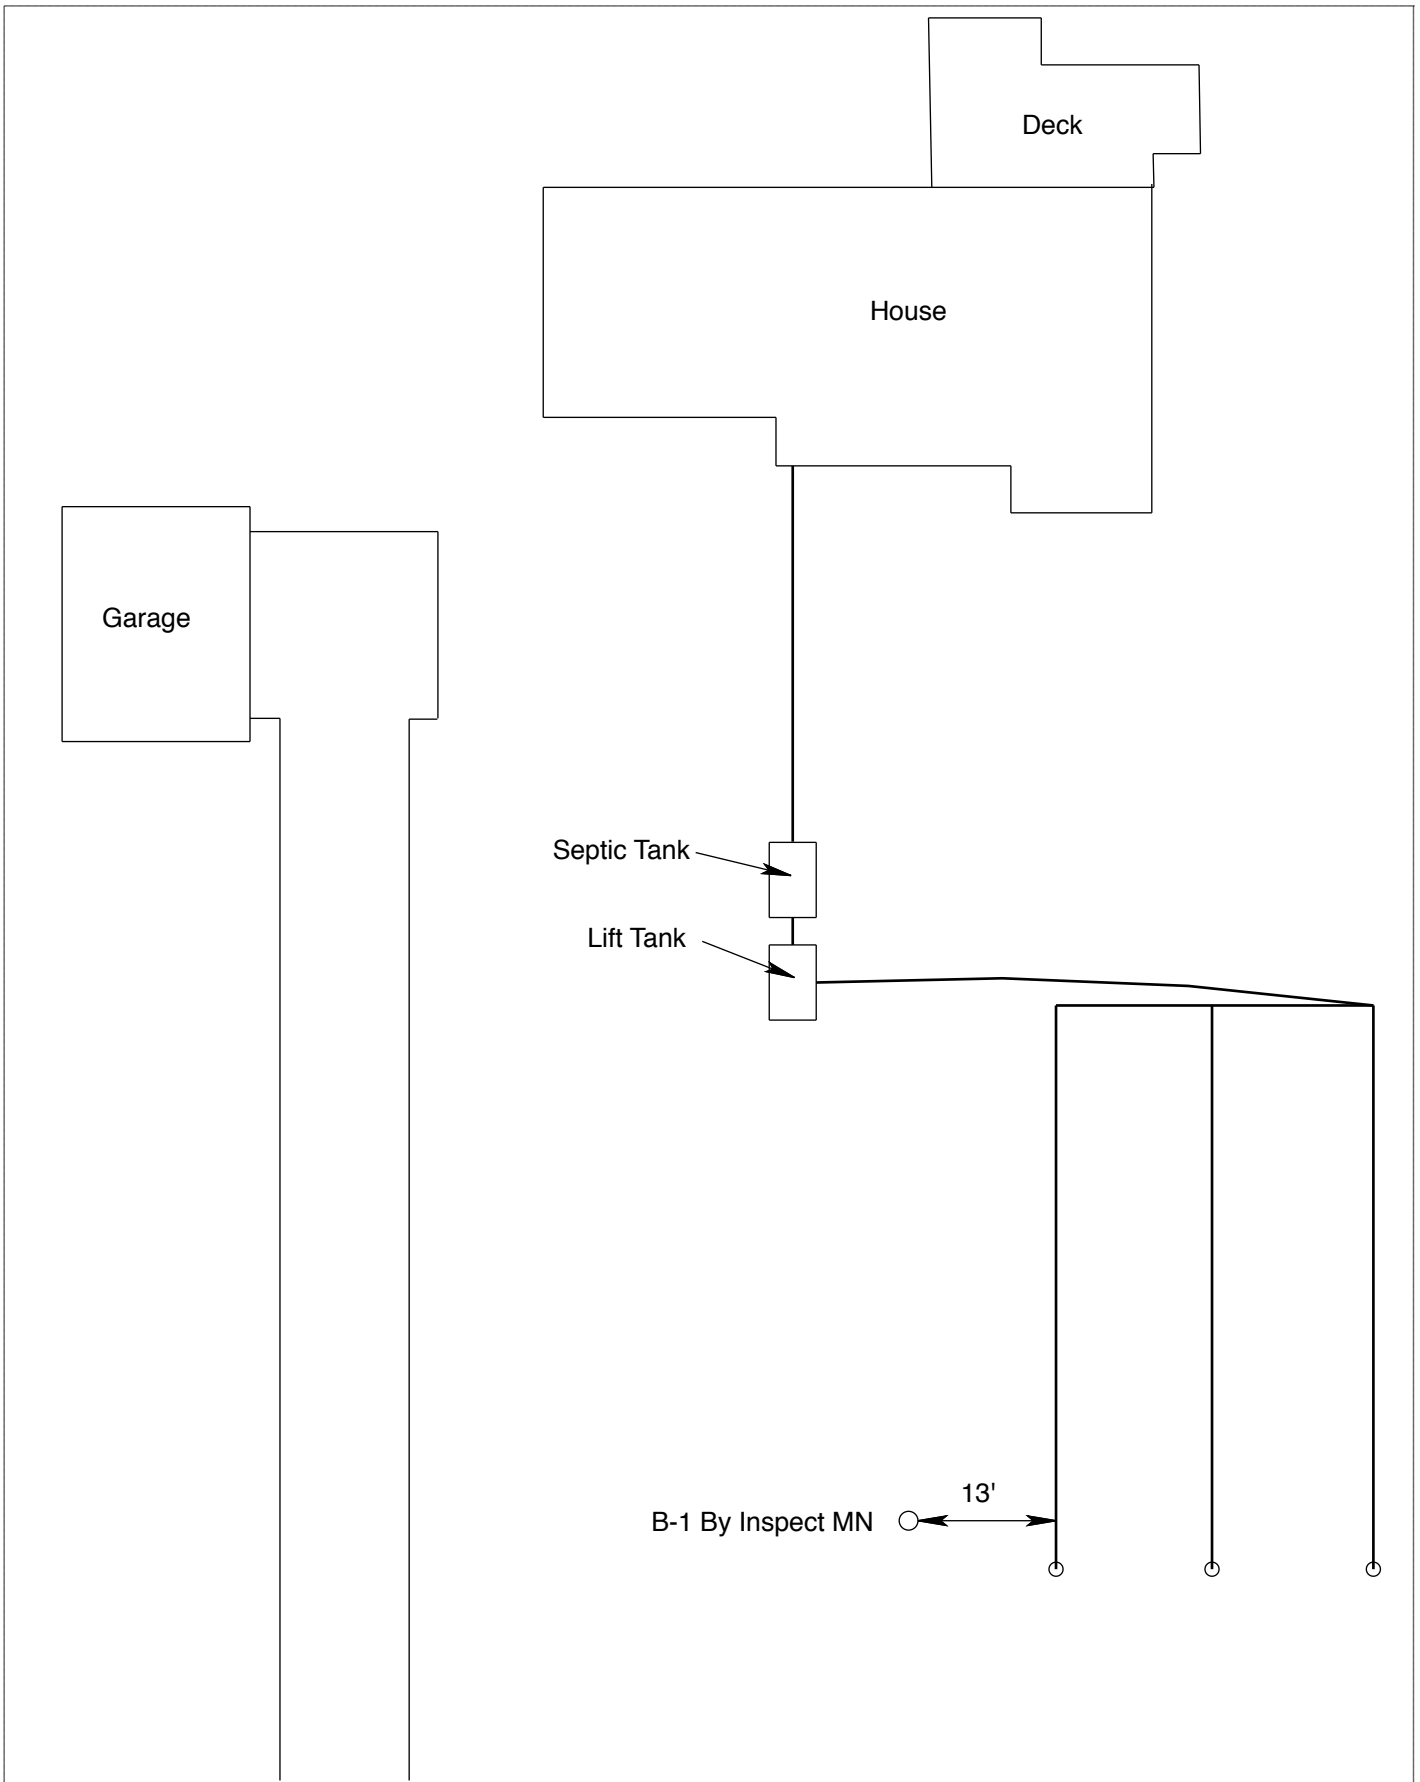 Deck
House
Garage
Septic Tank
Lift Tank
13'
B-1 By Inspect MN